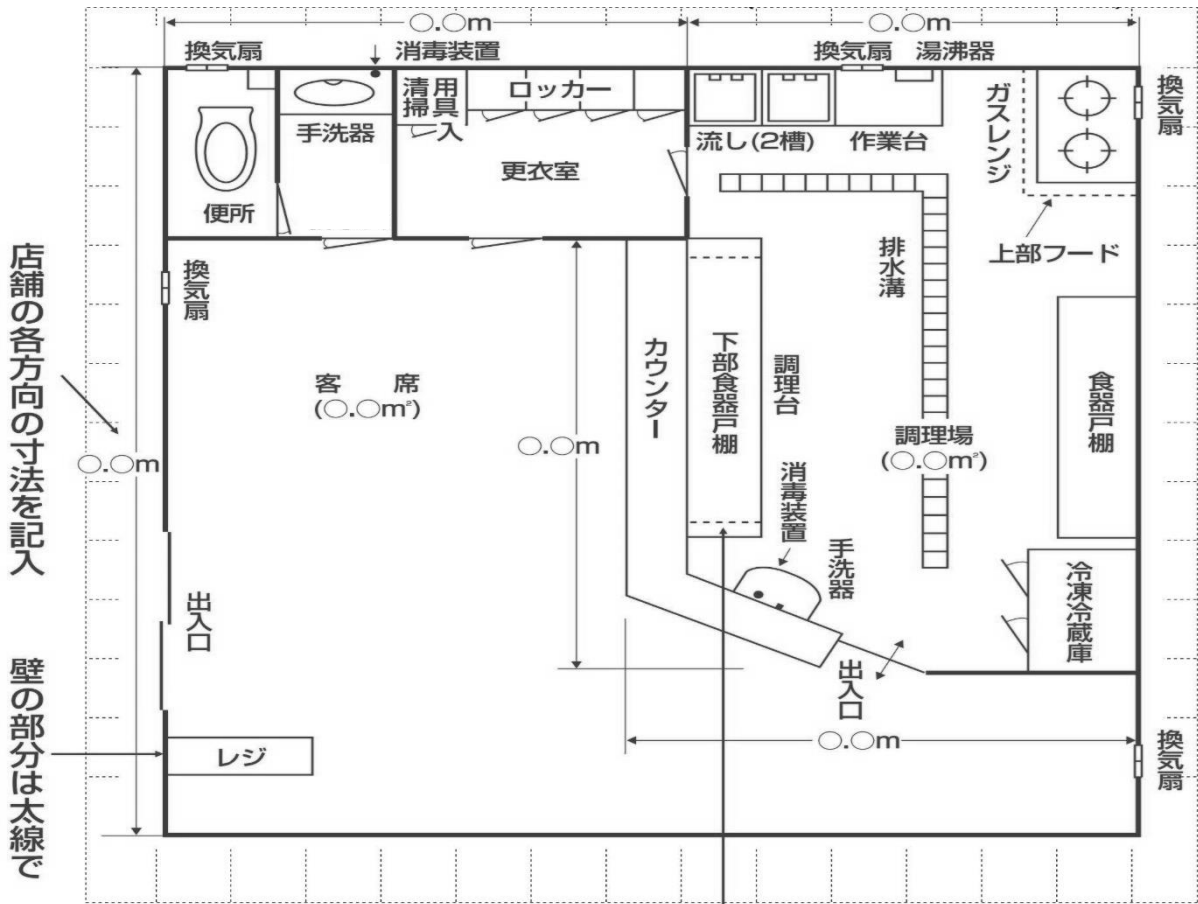 ○.○m
○.○m
換気扇
消毒装置
換気扇
湯沸器
清掃用具入
ロッカー
手洗器
流し(2槽)
作業台
ガスレンジ
換気扇
更衣室
便所
上部フード
排水溝
換気扇
店舗の各方向の寸法を記入
○.○m
客席
(○.○m²)
カウンター
下部食器戸棚
調理台
○.○m
調理場
(○.○m²)
食器戸棚
消毒装置
手洗器
冷凍冷蔵庫
出入口
出入口
壁の部分は太線で
レジ
○.○m
換気扇